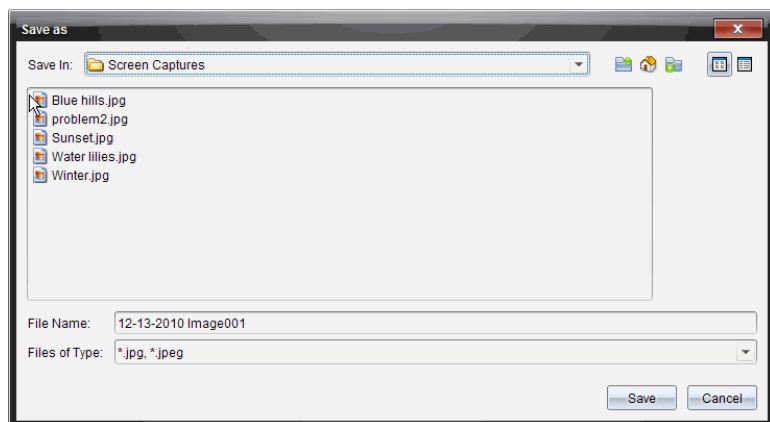 Save as
Save In: Screen Captures
Blue hills.jpg
problem2.jpg
Sunset.jpg
Water lilies.jpg
Winter.jpg
File Name: 12-13-2010 Image001
Files of Type: *.jpg, *.jpeg
Save Cancel